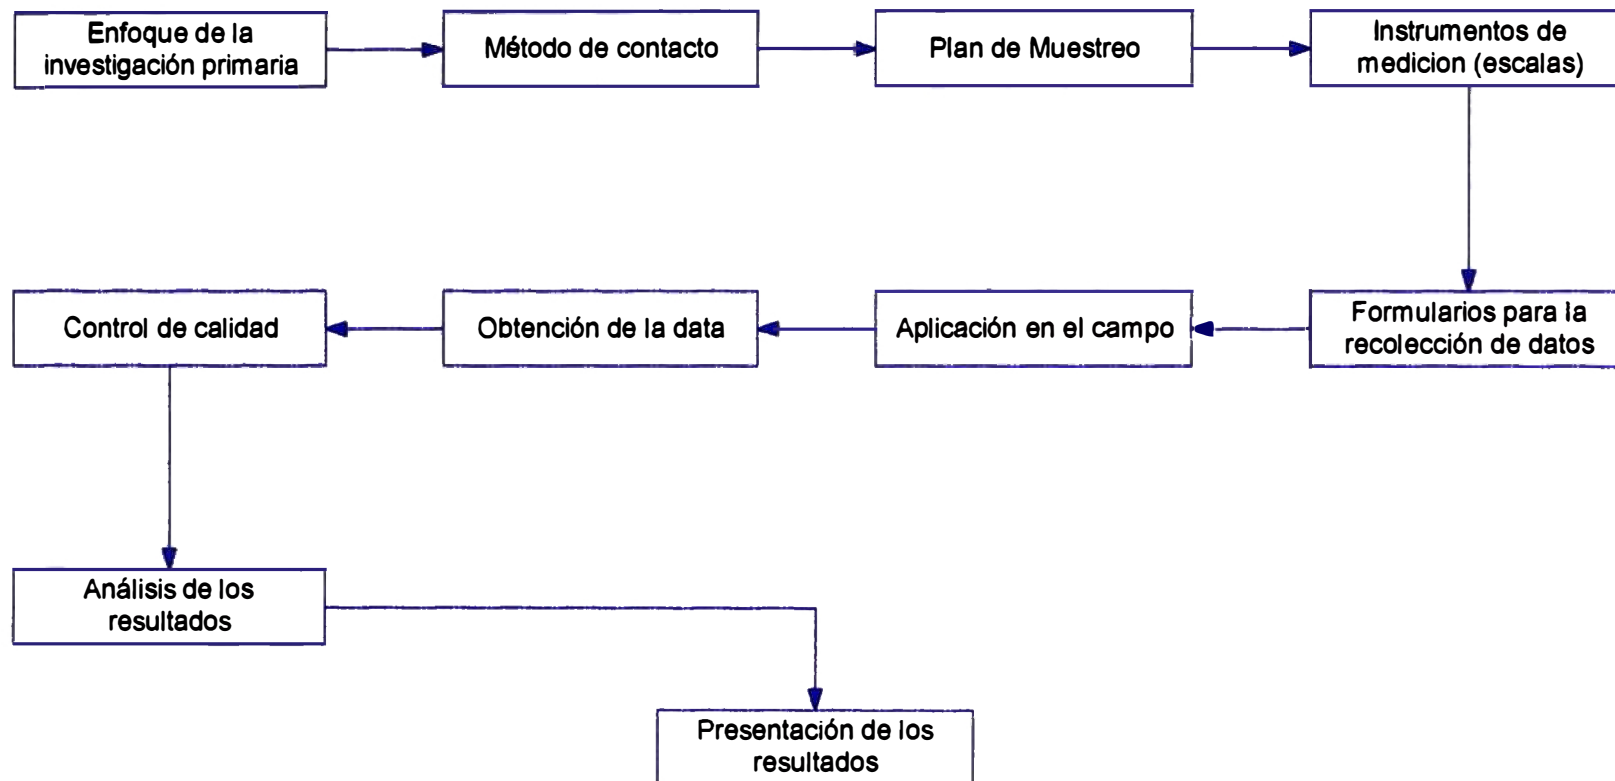 Enfoque de la
investigación primaria
Método de contacto
Plan de Muestreo
Instrumentos de
medicion (escalas)
Formularios para la
recolección de datos
Aplicación en el campo
Obtención de la data
Control de calidad
Análisis de los
resultados
Presentación de los
resultados